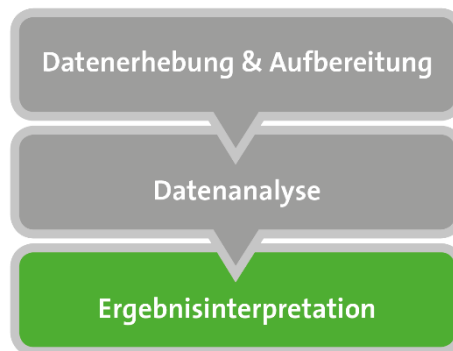 Datenerhebung & Aufbereitung
Datenanalyse
Ergebnisinterpretation